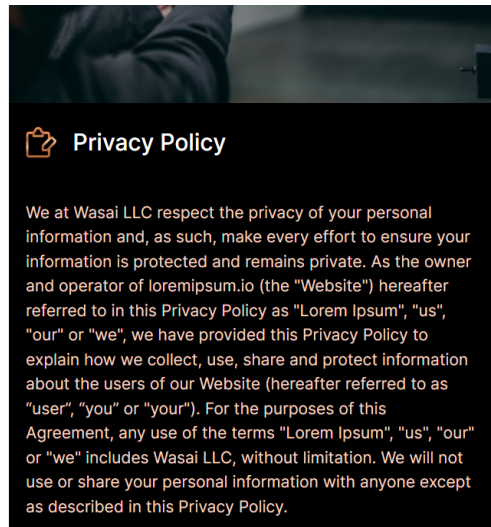 Privacy Policy
We at Wasai LLC respect the privacy of your personal
information and, as such, make every effort to ensure your
information is protected and remains private. As the owner
and operator of loremipsum.io (the "Website") hereafter
referred to in this Privacy Policy as "Lorem Ipsum", "us",
"our" or "we", we have provided this Privacy Policy to
explain how we collect, use, share and protect information
about the users of our Website (hereafter referred to as
“user”, “you” or "your"). For the purposes of this
Agreement, any use of the terms "Lorem Ipsum", "us", "our"
or "we" includes Wasai LLC, without limitation. We will not
use or share your personal information with anyone except
as described in this Privacy Policy.